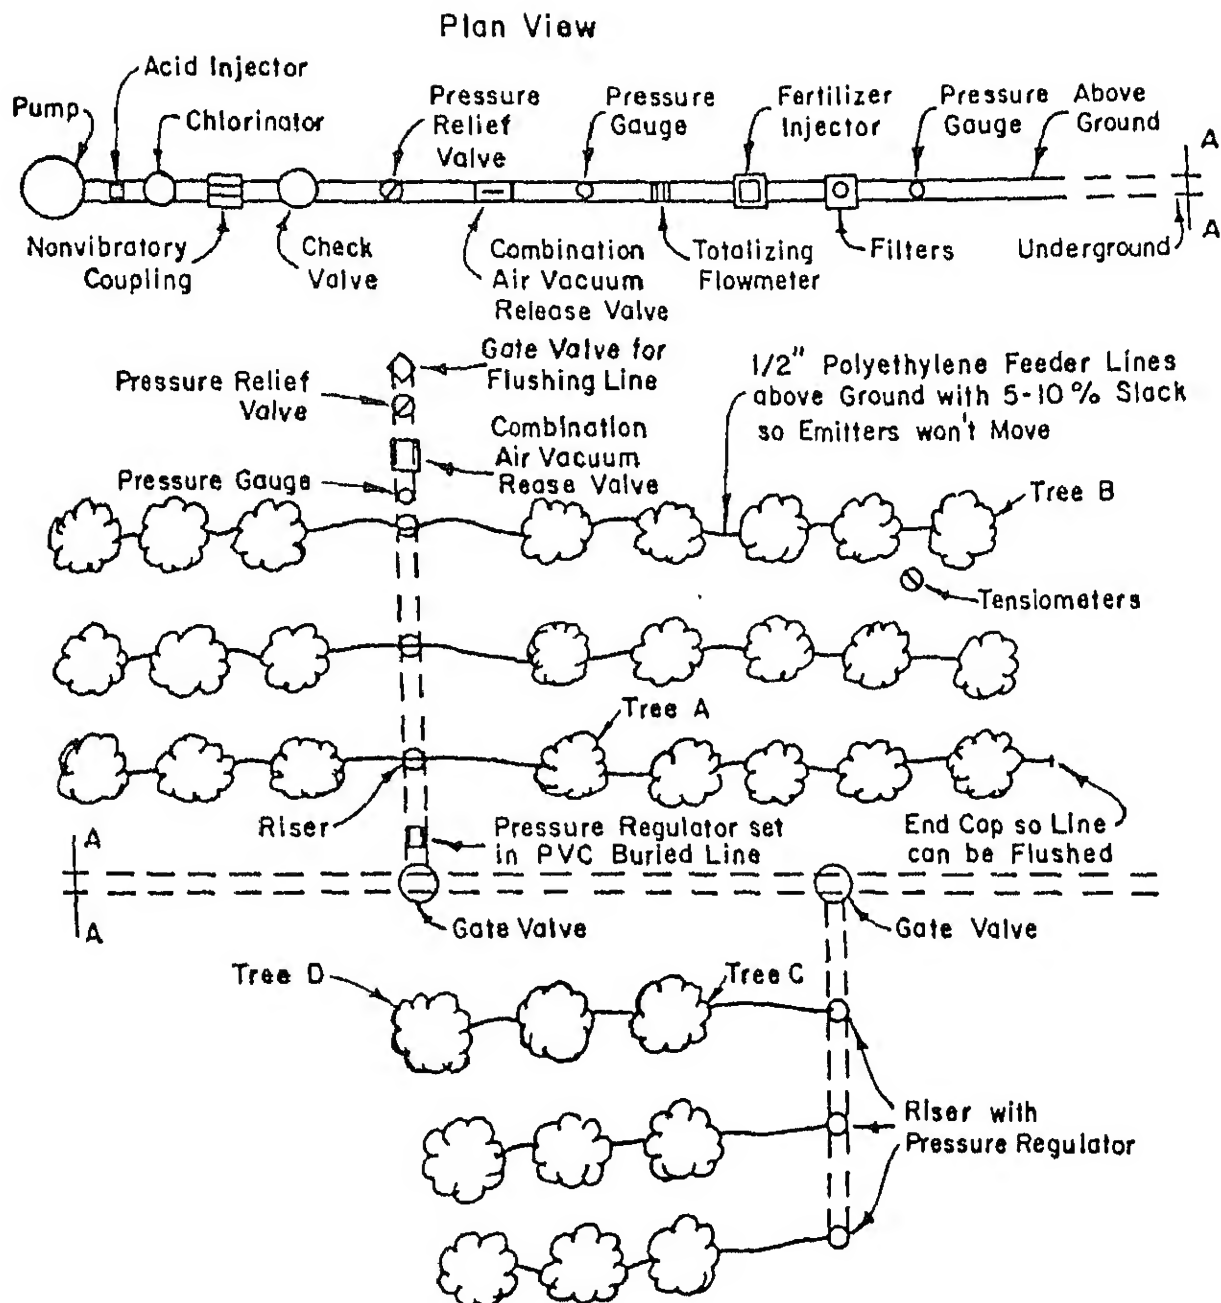 Plan View
Acid Injector
Pump
Chlorinator
Pressure
Relief
Valve
Pressure
Gauge
Fertilizer
Injector
Pressure
Gauge
Above
Ground
A
A
Nonvibratory
Coupling
Check
Valve
Combination
Air Vacuum
Release Valve
Totalizing
Flowmeter
Filters
Underground
Gate Valve for
Flushing Line
Pressure Relief
Valve
Combination
Air Vacuum
Rease Valve
Pressure Gauge
1/2" Polyethylene Feeder Lines
above Ground with 5-10% Slack
so Emitters won't Move
Tree B
Tensiometers
Tree A
Riser
Pressure Regulator set
in PVC Buried Line
End Cap so Line
can be Flushed
A
A
Gate Valve
Gate Valve
Tree D
Tree C
Riser with
Pressure Regulator